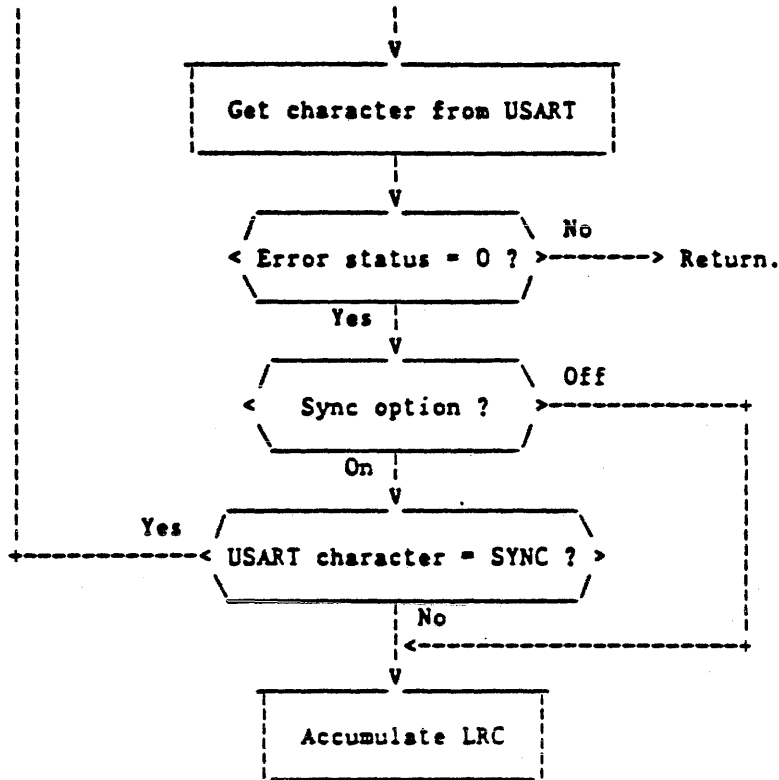 Get character from USART
No
Error status = 0 ? Return.
Yes
Off
Sync option ?
On
Yes
USART character = SYNC ?
No
Accumulate LRC